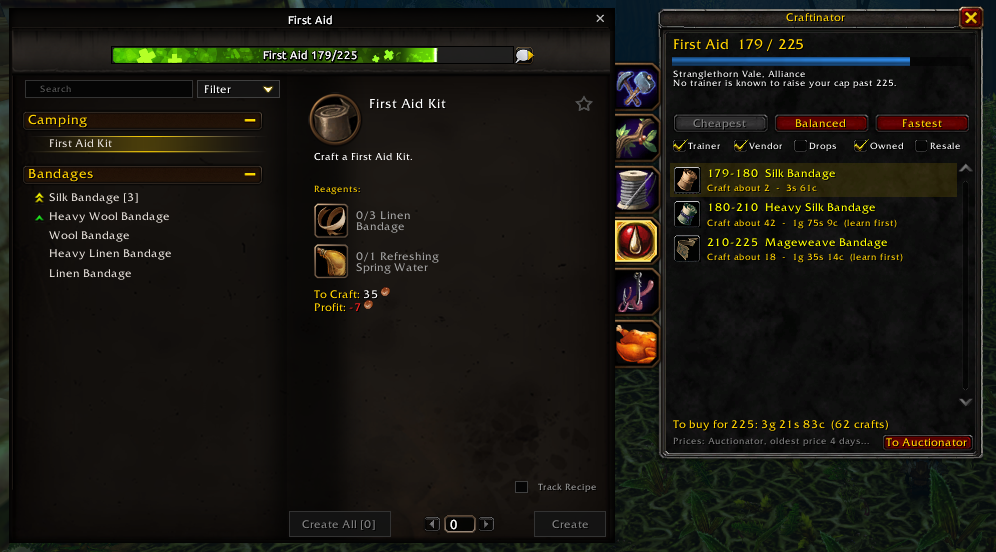 First Aid
First Aid 179/225
Search
Filter
Camping
First Aid Kit
Bandages
Silk Bandage [3]
Heavy Wool Bandage
Wool Bandage
Heavy Linen Bandage
Linen Bandage
First Aid Kit
Craft a First Aid Kit.
Reagents:
0/3 Linen
Bandage
0/1 Refreshing
Spring Water
To Craft: 35
Profit: -7
Track Recipe
Create All [0]
0
Create
Craftinator
First Aid 179 / 225
Stranglethorn Vale, Alliance
No trainer is known to raise your cap past 225.
Cheapest
Balanced
Fastest
Trainer
Vendor
Drops
Owned
Resale
179-180 Silk Bandage
Craft about 2 - 3s 61c
180-210 Heavy Silk Bandage
Craft about 42 - 1g 75s 9c (learn first)
210-225 Mageweave Bandage
Craft about 18 - 1g 35s 14c (learn first)
To buy for 225: 3g 21s 83c (62 crafts)
Prices: Auctionator, oldest price 4 days...
To Auctionator